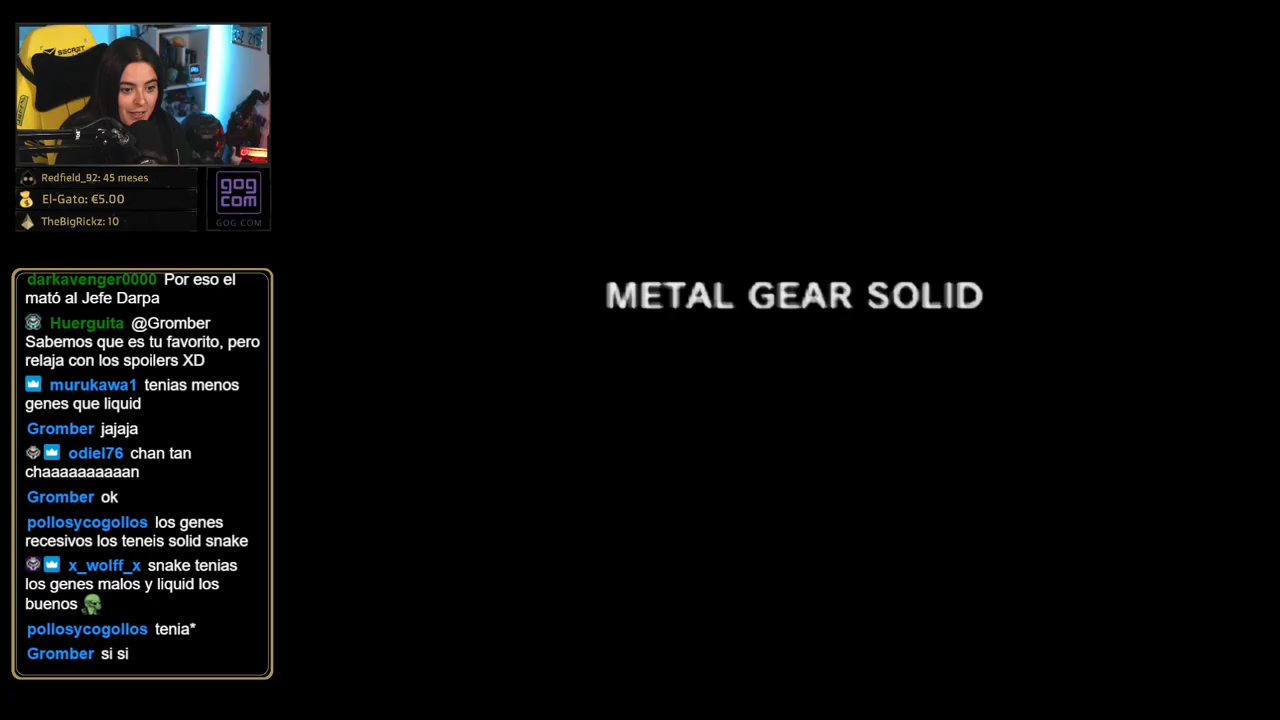 SECRET
Redfield_92: 45 meses
El-Gato: €5.00
TheBigRickz: 10
gog
com
GOG.COM
darkavenger0000 Por eso el
mató al Jefe Darpa
Huerguita @Gromber
Sabemos que es tu favorito, pero
relaja con los spoilers XD
murukawa1 tenias menos
genes que liquid
Gromber jajaja
odiel76 chan tan
chaaaaaaaaaan
Gromber ok
pollosycogollos los genes
recesivos los teneis solid snake
x_wolff_x snake tenias
los genes malos y liquid los
buenos
pollosycogollos tenia*
Gromber si si
METAL GEAR SOLID